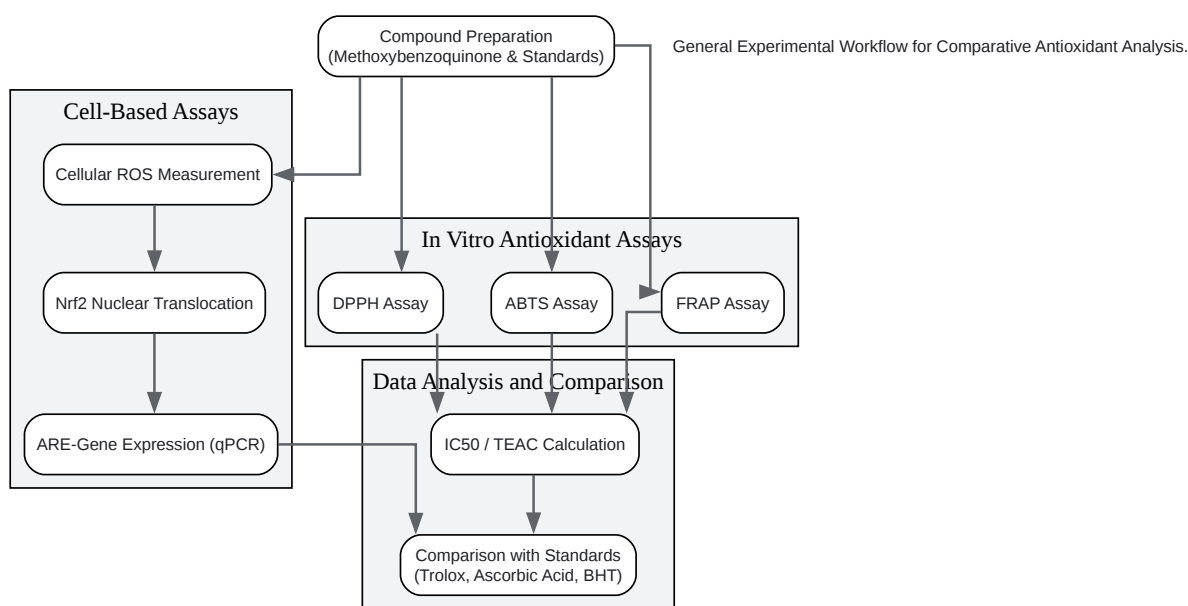 Compound Preparation
(Methoxybenzoquinone & Standards)
General Experimental Workflow for Comparative Antioxidant Analysis.
Cell-Based Assays
Cellular ROS Measurement
Nrf2 Nuclear Translocation
ARE-Gene Expression (qPCR)
In Vitro Antioxidant Assays
DPPH Assay
ABTS Assay
FRAP Assay
Data Analysis and Comparison
IC50 / TEAC Calculation
Comparison with Standards
(Trolox, Ascorbic Acid, BHT)